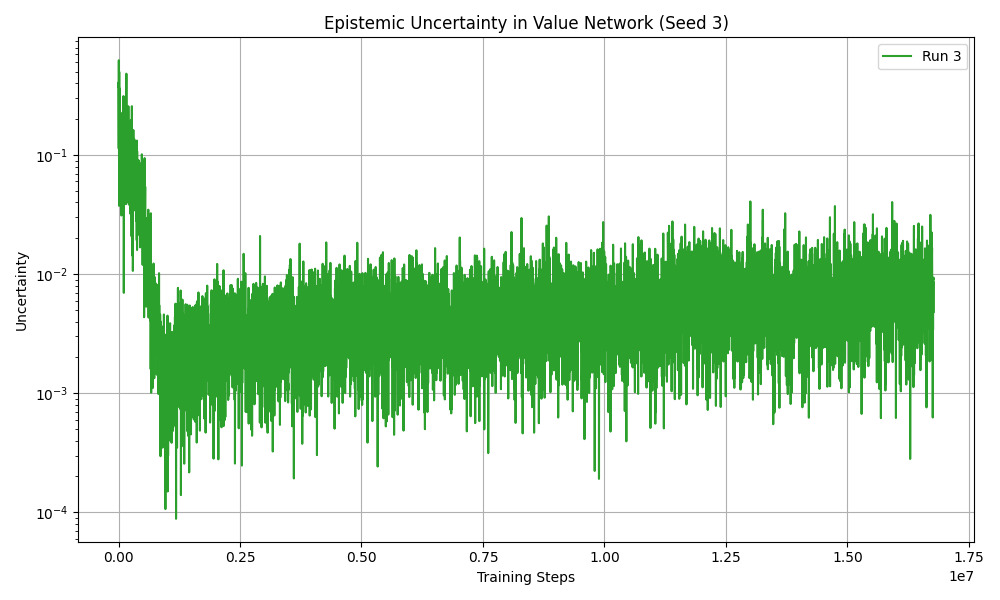 Epistemic Uncertainty in Value Network (Seed 3)
Run 3
Uncertainty
10⁻¹
10⁻²
10⁻³
10⁻⁴
0.00 0.25 0.50 0.75 1.00 1.25 1.50 1.75
1e7
Training Steps